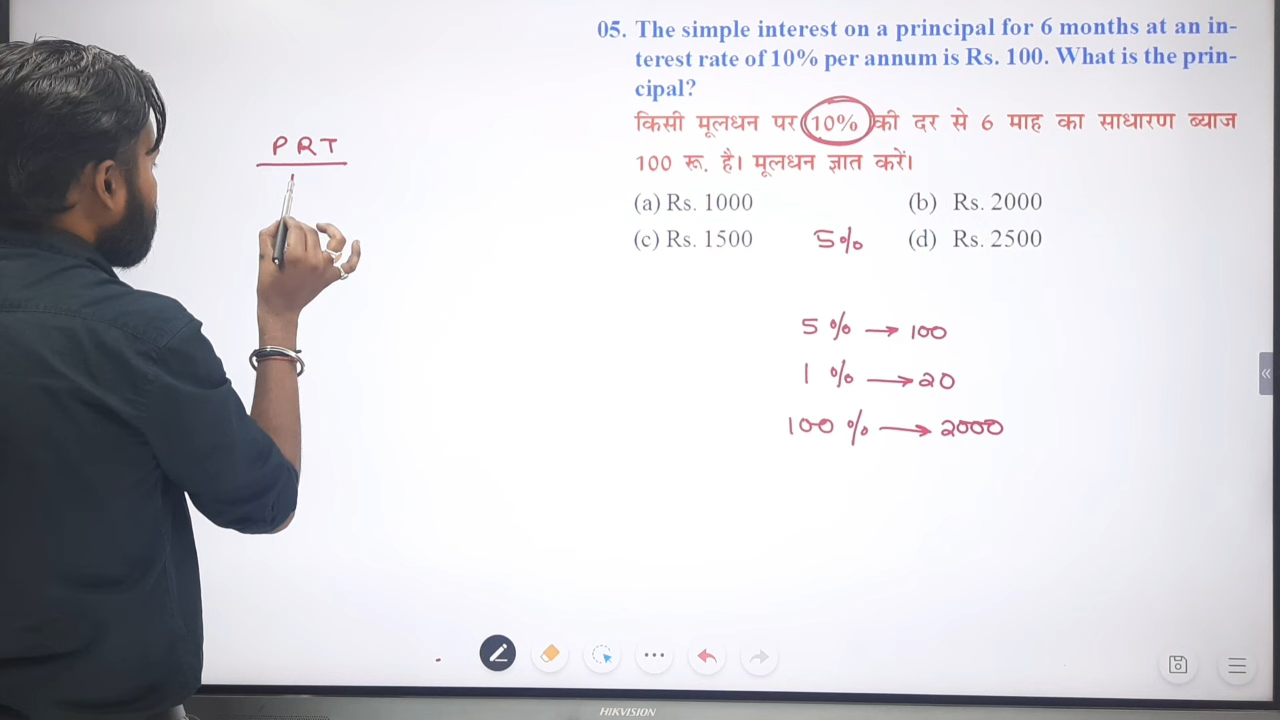 05. The simple interest on a principal for 6 months at an in-
terest rate of 10% per annum is Rs. 100. What is the prin-
cipal?
किसी मूलधन पर 10% की दर से 6 माह का साधारण ब्याज
100 रू. है। मूलधन ज्ञात करें।
(a) Rs. 1000 (b) Rs. 2000
(c) Rs. 1500 5% (d) Rs. 2500
PRT
5 % → 100
1 % → 20
100 % → 2000
HIKVISION